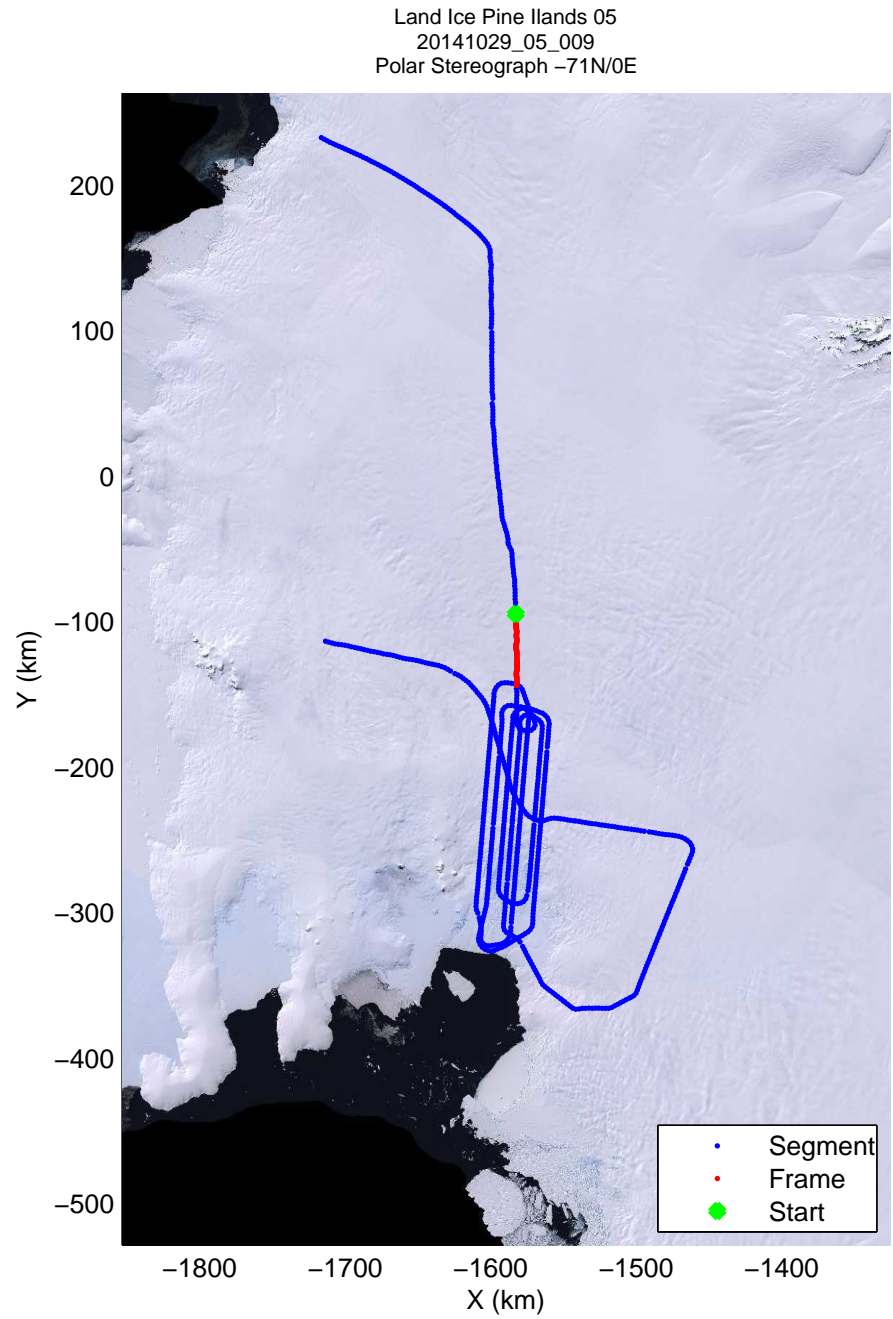 Land Ice Pine Ilands 05
20141029_05_009
Polar Stereograph −71N/0E
200
100
0
−100
−200
−300
−400
−500
Y (km)
−1800
−1700
−1600
−1500
−1400
X (km)
Segment
Frame
Start